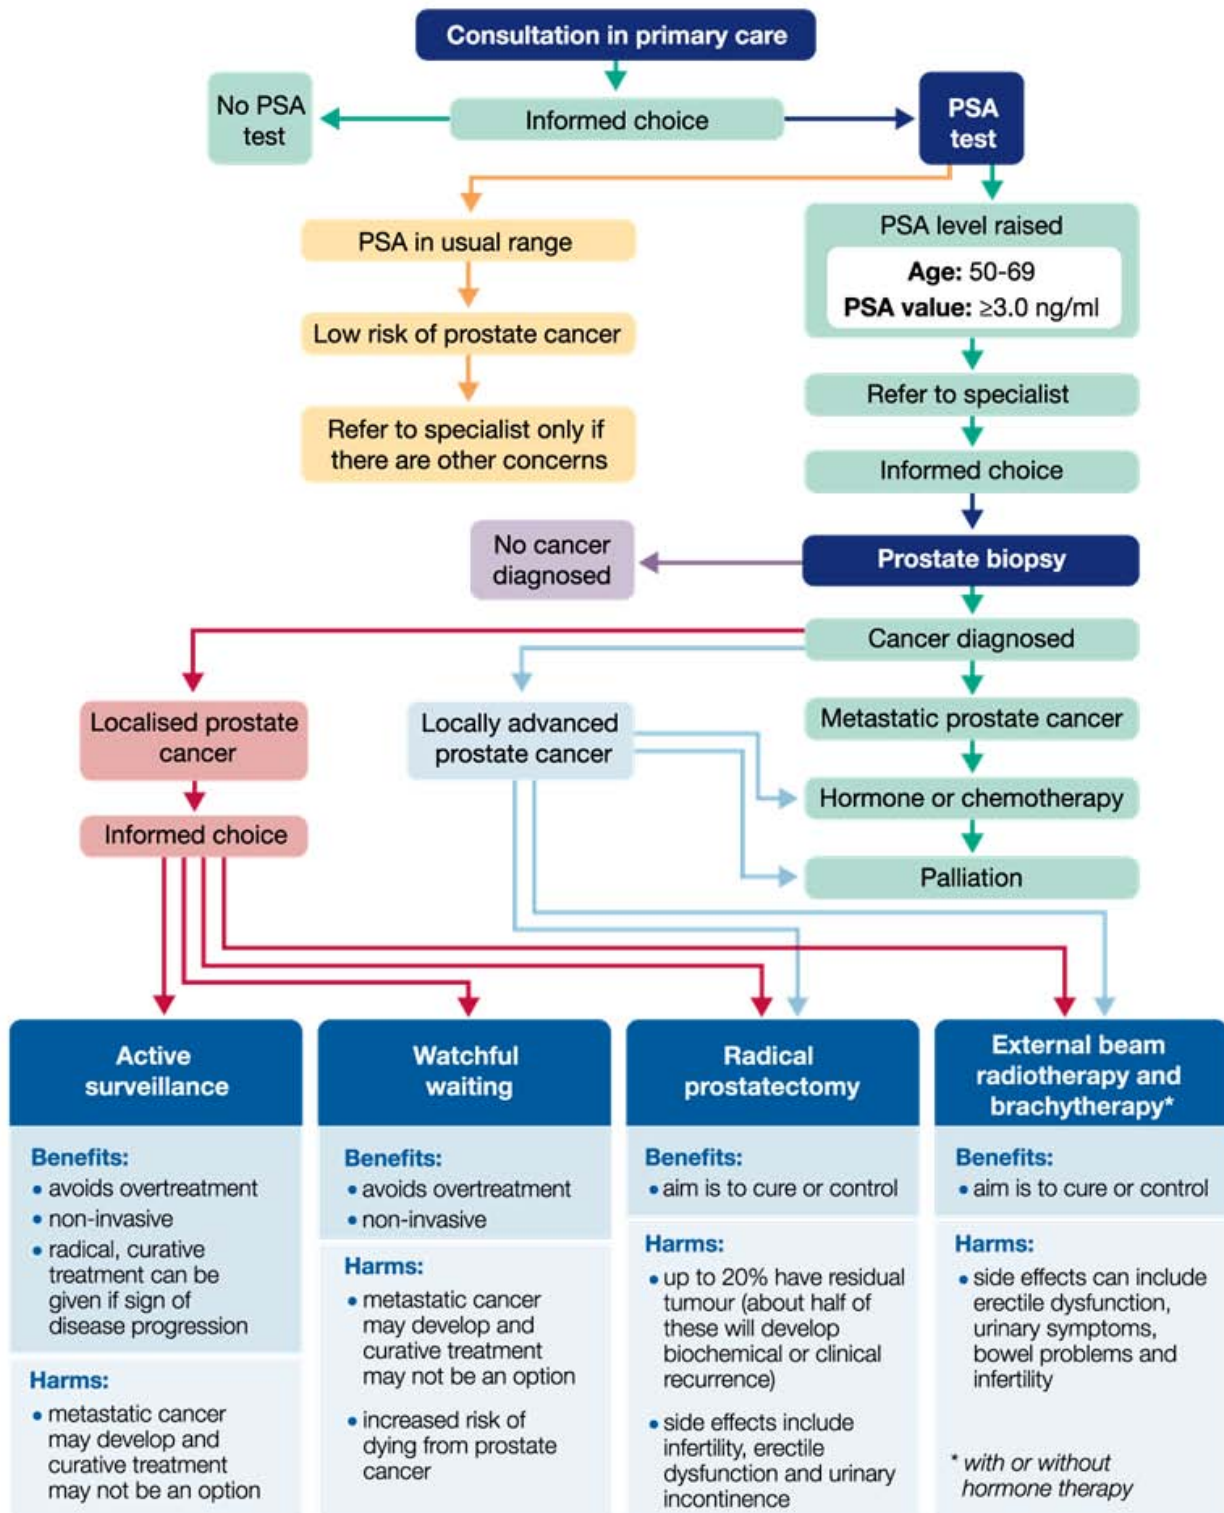 Consultation in primary care
No PSA
test
Informed choice
PSA
test
PSA in usual range
Low risk of prostate cancer
Refer to specialist only if
there are other concerns
PSA level raised
Age: 50-69
PSA value: ≥3.0 ng/ml
Refer to specialist
Informed choice
No cancer
diagnosed
Prostate biopsy
Cancer diagnosed
Localised prostate
cancer
Informed choice
Locally advanced
prostate cancer
Metastatic prostate cancer
Hormone or chemotherapy
Palliation
Active
surveillance
Benefits:
• avoids overtreatment
• non-invasive
• radical, curative
treatment can be
given if sign of
disease progression
Harms:
• metastatic cancer
may develop and
curative treatment
may not be an option
Watchful
waiting
Benefits:
• avoids overtreatment
• non-invasive
Harms:
• metastatic cancer
may develop and
curative treatment
may not be an option
• increased risk of
dying from prostate
cancer
Radical
prostatectomy
Benefits:
• aim is to cure or control
Harms:
• up to 20% have residual
tumour (about half of
these will develop
biochemical or clinical
recurrence)
• side effects include
infertility, erectile
dysfunction and urinary
incontinence
External beam
radiotherapy and
brachytherapy*
Benefits:
• aim is to cure or control
Harms:
• side effects can include
erectile dysfunction,
urinary symptoms,
bowel problems and
infertility
* with or without
hormone therapy